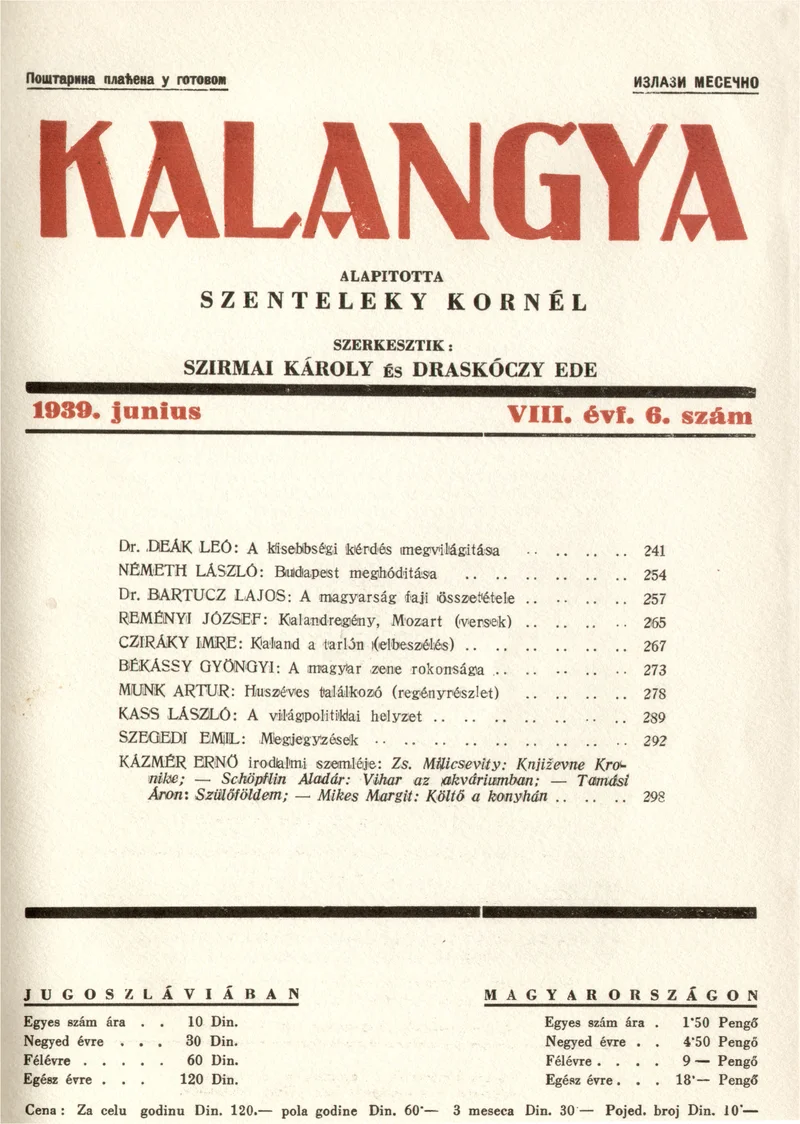 Поштарина плаћена у готовом
ИЗЛАЗИ МЕСЕЧНО
KALANGYA
ALAPITOTTA
SZENTELEKY KORNÉL
SZERKESZTIK:
SZIRMAI KÁROLY és DRASKÓCZY EDE
1939. junius
VIII. évf. 6. szám
Dr. DEÁK LEÓ: A kisebbségi kérdés megvilágitása .. .. .. .. 241
NÉMETH LÁSZLÓ: Budapest meghóditása .. .. .. .. .. .. 254
Dr. BARTUCZ LAJOS: A magyarság faji összetétele .. .. .. .. 257
REMÉNYI JÓZSEF: Kalandregény, Mozart (versek) .. .. .. .. 265
CZIRÁKY IMRE: Kaland a tarlón (elbeszélés) .. .. .. .. .. .. 267
BÉKÁSSY GYÖNGYI: A magyar zene rokonsága .. .. .. .. .. 273
MUNK ARTUR: Huszéves találkozó (regényrészlet) .. .. .. .. 278
KASS LÁSZLÓ: A világpolitikai helyzet .. .. .. .. .. .. .. 289
SZEGEDI EMIL: Megjegyzések .. .. .. .. .. .. .. .. .. 292
KÁZMÉR ERNŐ irodalmi szemléje: Zs. Milicsevity: Književne Kro-
nike; — Schöpflin Aladár: Vihar az akváriumban; — Tamási
Áron: Szülőföldem; — Mikes Margit: Költő a konyhán .. .. .. 298
JUGOSZLÁVIÁBAN
Egyes szám ára . . 10 Din.
Negyed évre . . . 30 Din.
Félévre . . . . . 60 Din.
Egész évre . . . 120 Din.
MAGYARORSZÁGON
Egyes szám ára . 1·50 Pengő
Negyed évre . . 4·50 Pengő
Félévre . . . . 9 — Pengő
Egész évre . . . 18·— Pengő
Cena: Za celu godinu Din. 120.— pola godine Din. 60·— 3 meseca Din. 30 — Pojed. broj Din. 10·—